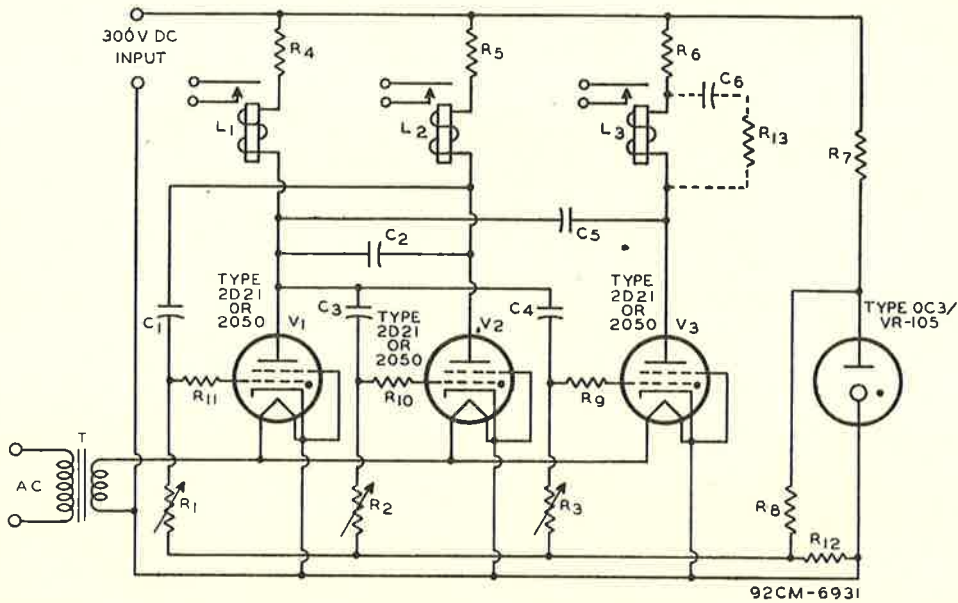 300V DC
INPUT
R4
R5
R6
C6
L1
L2
L3
R13
R7
C5
C2
TYPE
2D21
OR
2050
V1
C3
TYPE
2D21
OR
2050
V2
C4
TYPE
2D21
OR
2050
V3
TYPE OC3/
VR-105
C1
R11
R10
R9
T
AC
R1
R2
R3
R8
R12
92CM-6931